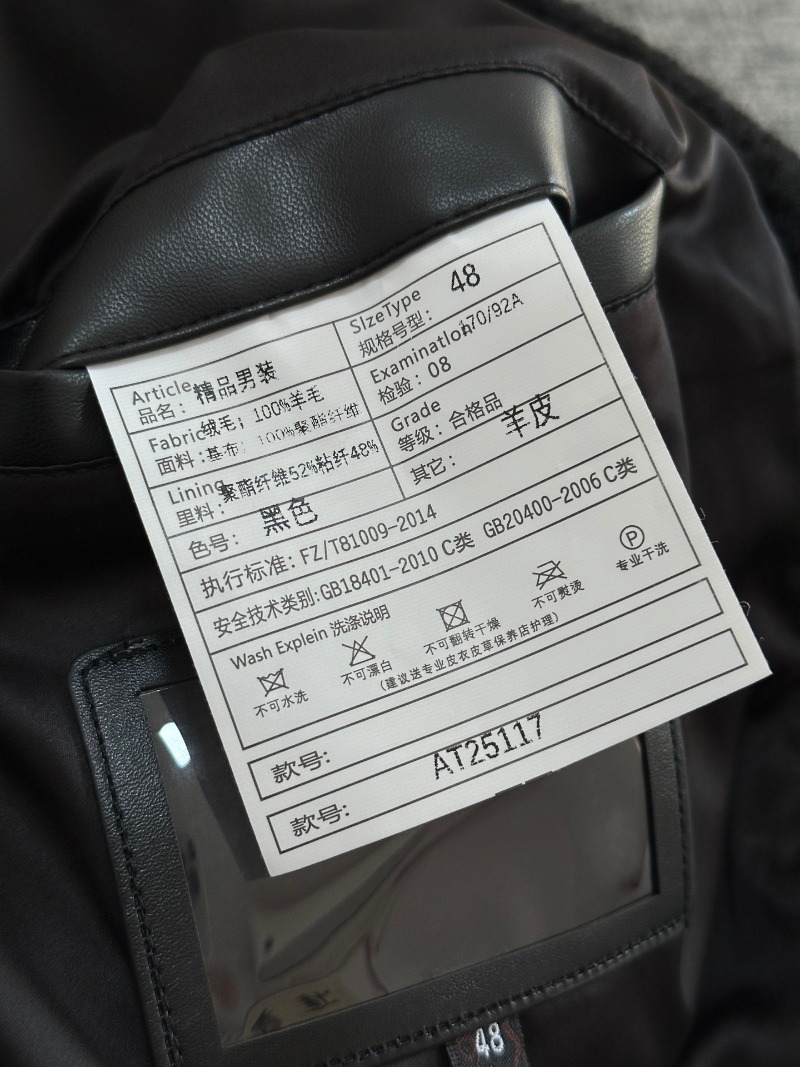 Article 精品男装
品名：
SIzeType 48
规格号型： 170/92A
Fabric 绒毛：100%羊毛
面料：基布：100%聚酯纤维
Examination
检验：08
Lining 聚酯纤维52%粘纤48%
里料：
Grade
等级：合格品
色号：黑色
其它： 羊皮
执行标准：FZ/T81009-2014
安全技术类别：GB18401-2010 C类 GB20400-2006 C类
Wash Explein 洗涤说明
不可水洗 不可漂白 不可翻转干燥 不可熨烫 P 专业干洗
(建议送专业皮衣皮草保养店护理)
款号： AT25117
款号：
48